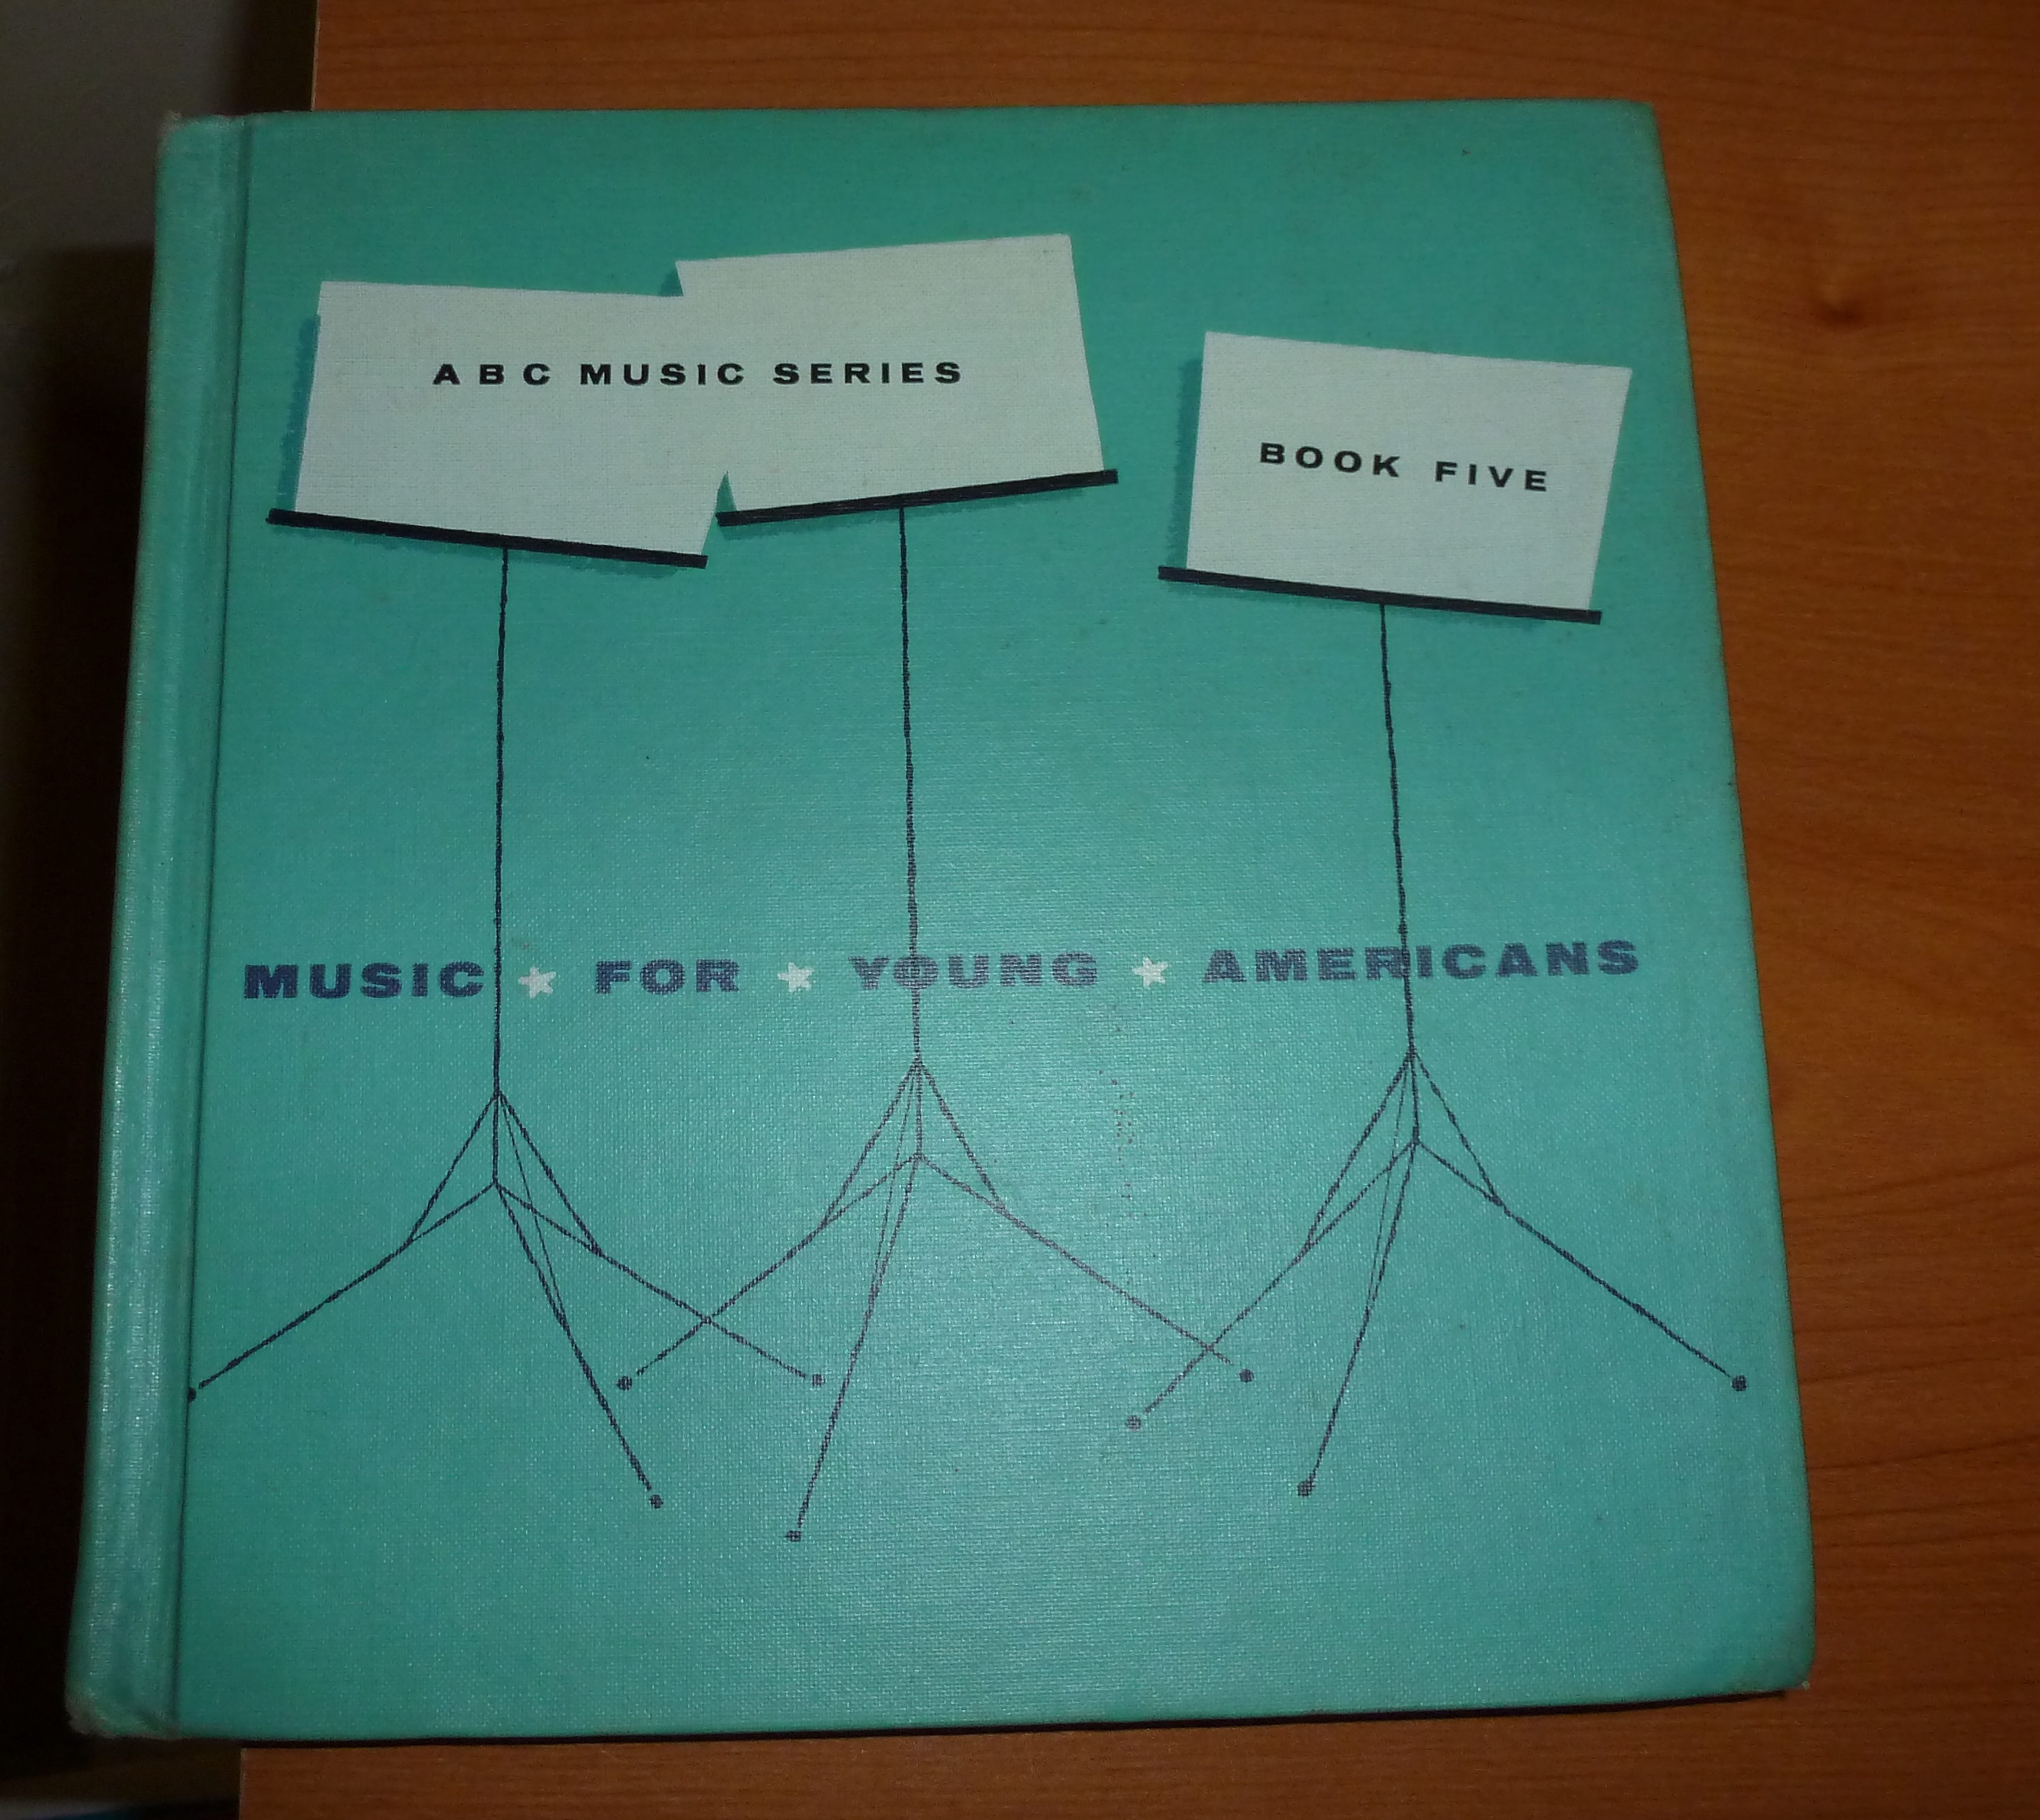 ABC MUSIC SERIES
BOOK FIVE
MUSIC ★ FOR ★ YOUNG ★ AMERICANS